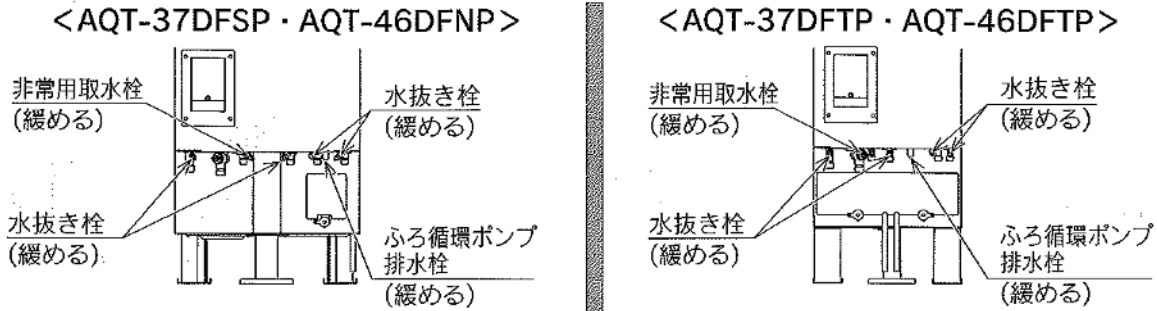 <AQT-37DFSP・AQT-46DFNP>
非常用取水栓
(緩める)
水抜き栓
(緩める)
水抜き栓
(緩める)
ふろ循環ポンプ
排水栓
(緩める)
<AQT-37DFTP・AQT-46DFTP>
非常用取水栓
(緩める)
水抜き栓
(緩める)
水抜き栓
(緩める)
ふろ循環ポンプ
排水栓
(緩める)